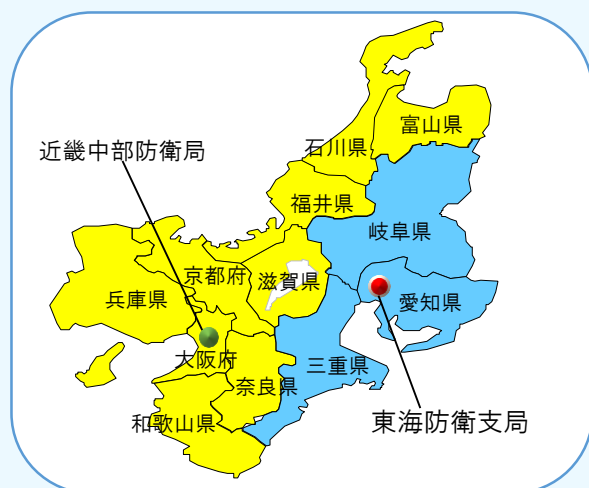 富山県
石川県
近畿中部防衛局
福井県
岐阜県
京都府
滋賀県
兵庫県
愛知県
大阪府
三重県
奈良県
和歌山県
東海防衛支局